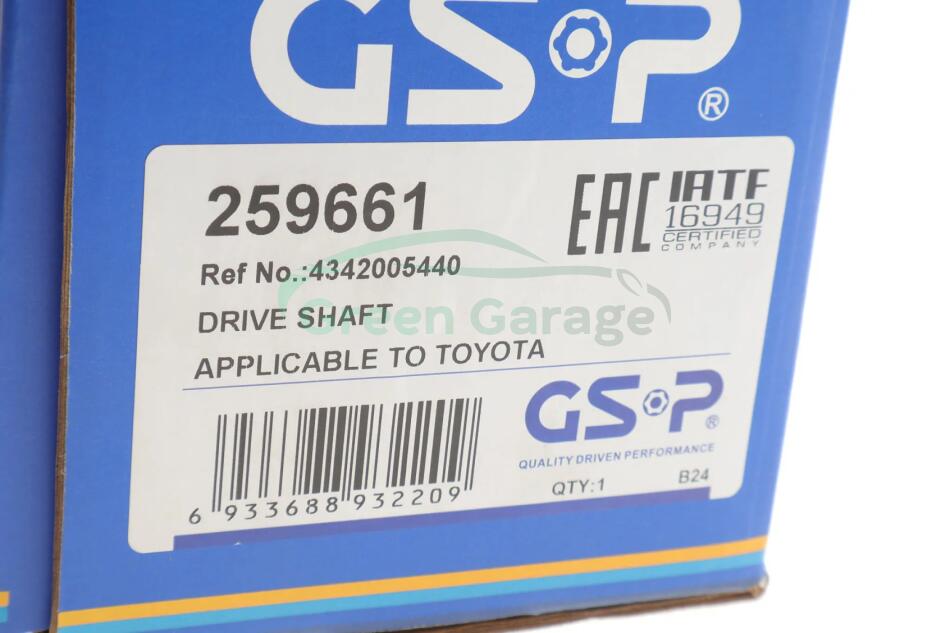 GSP®
259661
EAC
IATF
16949
CERTIFIED
COMPANY
Ref No.:4342005440
Green Garage
DRIVE SHAFT
APPLICABLE TO TOYOTA
GSP®
QUALITY DRIVEN PERFORMANCE
QTY:1 B24
6 933688 932209